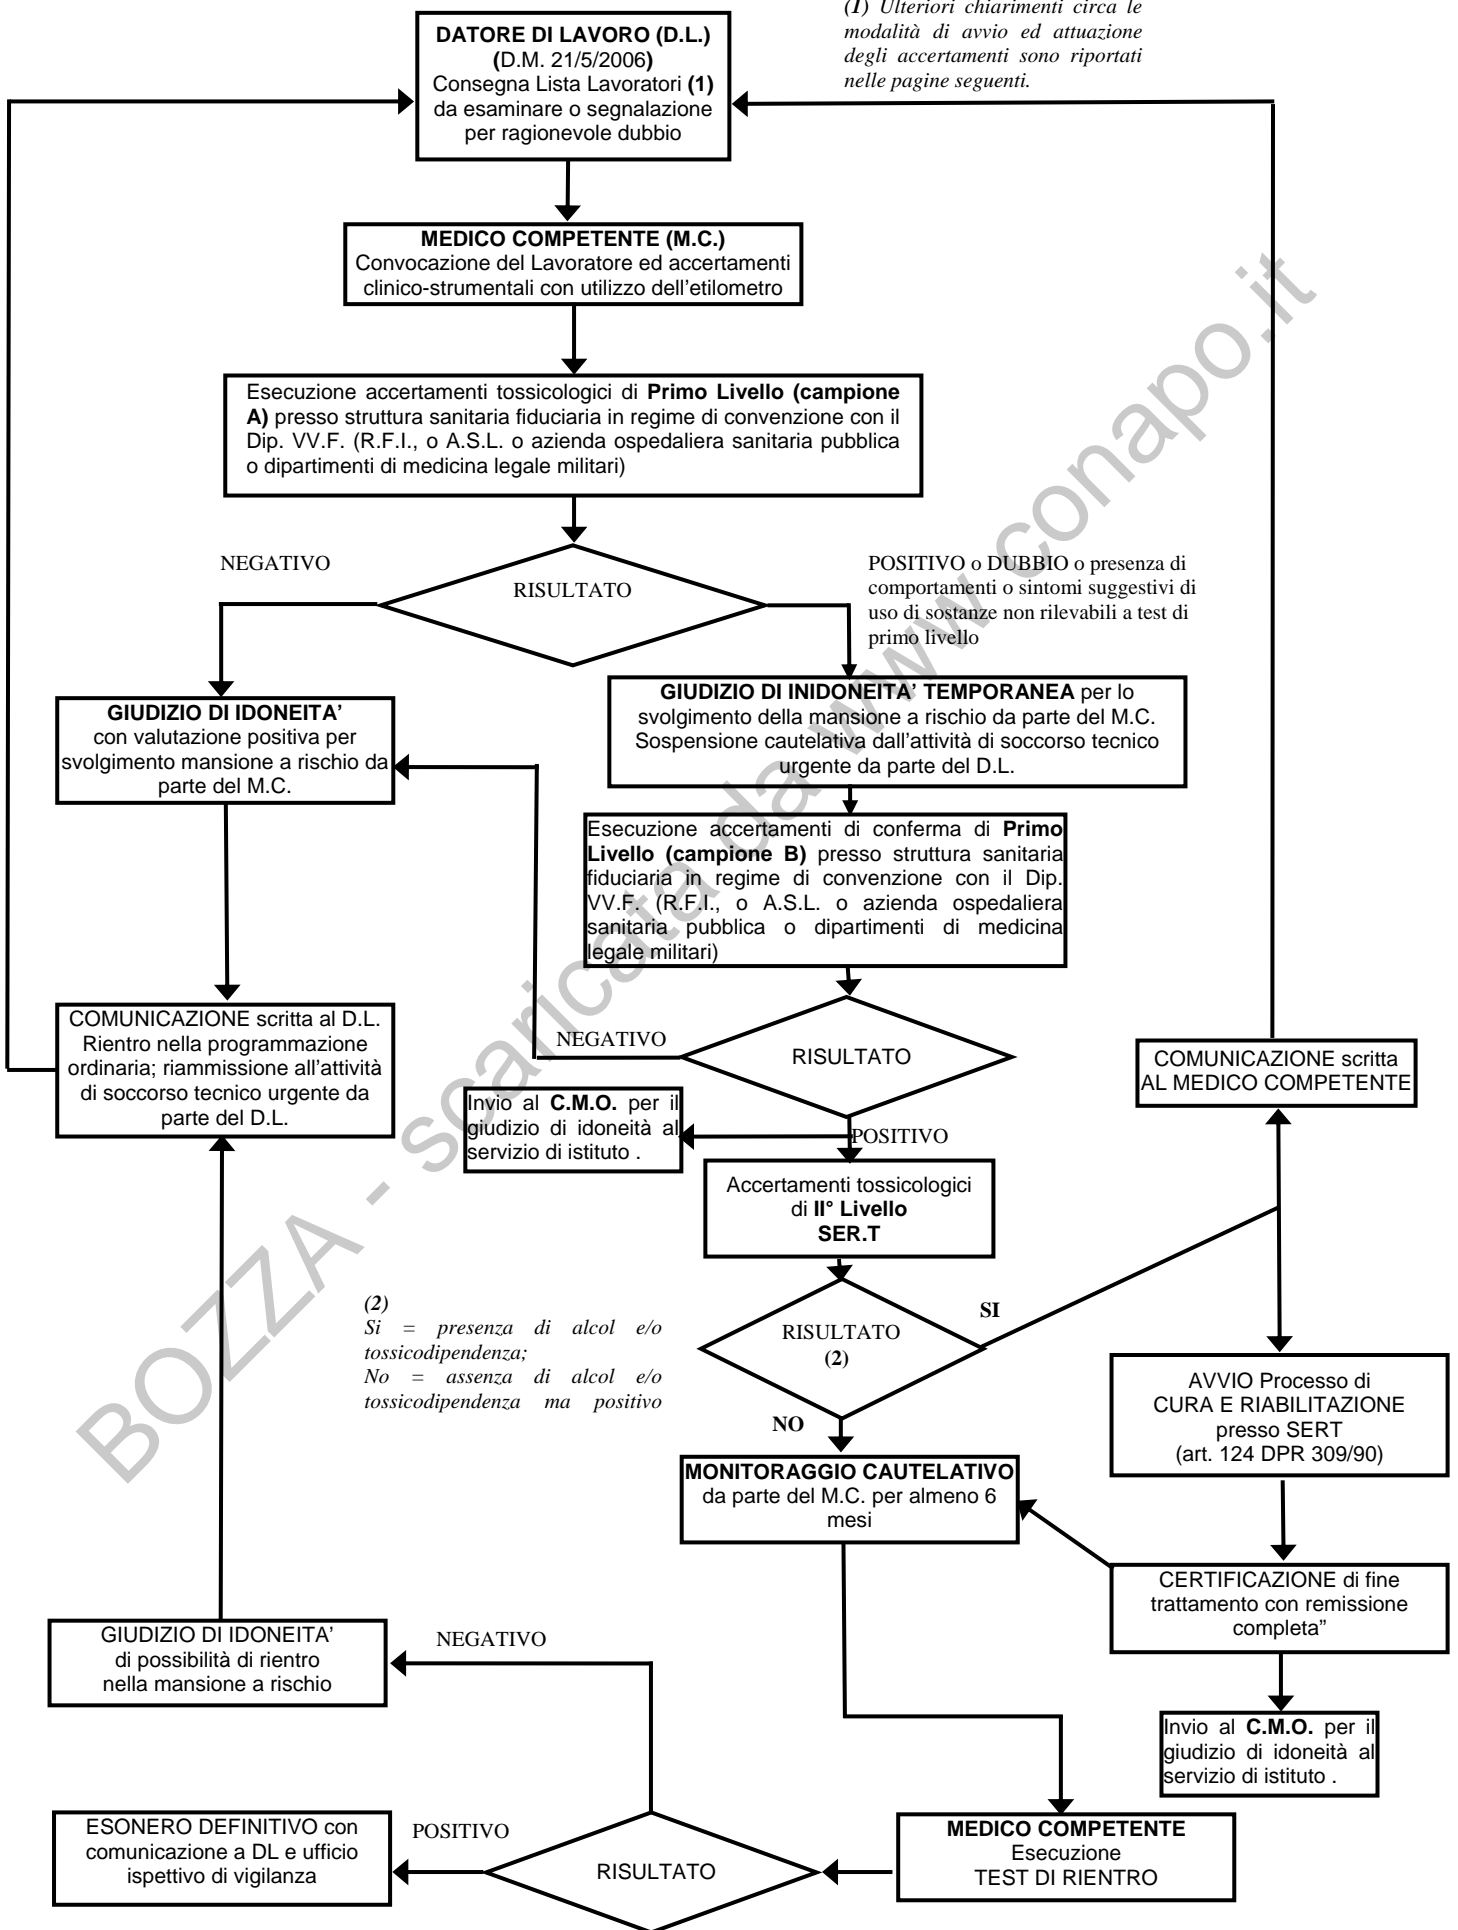 (1) Ulteriori chiarimenti circa le
modalità di avvio ed attuazione
degli accertamenti sono riportati
nelle pagine seguenti.
DATORE DI LAVORO (D.L.)
(D.M. 21/5/2006)
Consegna Lista Lavoratori (1)
da esaminare o segnalazione
per ragionevole dubbio
MEDICO COMPETENTE (M.C.)
Convocazione del Lavoratore ed accertamenti
clinico-strumentali con utilizzo dell'etilometro
Esecuzione accertamenti tossicologici di Primo Livello (campione
A) presso struttura sanitaria fiduciaria in regime di convenzione con il
Dip. VV.F. (R.F.I., o A.S.L. o azienda ospedaliera sanitaria pubblica
o dipartimenti di medicina legale militari)
NEGATIVO
RISULTATO
POSITIVO o DUBBIO o presenza di
comportamenti o sintomi suggestivi di
uso di sostanze non rilevabili a test di
primo livello
GIUDIZIO DI IDONEITA'
con valutazione positiva per
svolgimento mansione a rischio da
parte del M.C.
GIUDIZIO DI INIDONEITA' TEMPORANEA per lo
svolgimento della mansione a rischio da parte del M.C.
Sospensione cautelativa dall'attività di soccorso tecnico
urgente da parte del D.L.
Esecuzione accertamenti di conferma di Primo
Livello (campione B) presso struttura sanitaria
fiduciaria in regime di convenzione con il Dip.
VV.F. (R.F.I., o A.S.L. o azienda ospedaliera
sanitaria pubblica o dipartimenti di medicina
legale militari)
COMUNICAZIONE scritta al D.L.
Rientro nella programmazione
ordinaria; riammissione all'attività
di soccorso tecnico urgente da
parte del D.L.
NEGATIVO
RISULTATO
COMUNICAZIONE scritta
AL MEDICO COMPETENTE
Invio al C.M.O. per il
giudizio di idoneità al
servizio di istituto .
POSITIVO
Accertamenti tossicologici
di II° Livello
SER.T
(2)
Si = presenza di alcol e/o
tossicodipendenza;
No = assenza di alcol e/o
tossicodipendenza ma positivo
RISULTATO
(2)
SI
NO
AVVIO Processo di
CURA E RIABILITAZIONE
presso SERT
(art. 124 DPR 309/90)
MONITORAGGIO CAUTELATIVO
da parte del M.C. per almeno 6
mesi
CERTIFICAZIONE di fine
trattamento con remissione
completa"
GIUDIZIO DI IDONEITA'
di possibilità di rientro
nella mansione a rischio
NEGATIVO
Invio al C.M.O. per il
giudizio di idoneità al
servizio di istituto .
ESONERO DEFINITIVO con
comunicazione a DL e ufficio
ispettivo di vigilanza
POSITIVO
RISULTATO
MEDICO COMPETENTE
Esecuzione
TEST DI RIENTRO
BOZZA - scaricata da www.conapo.it